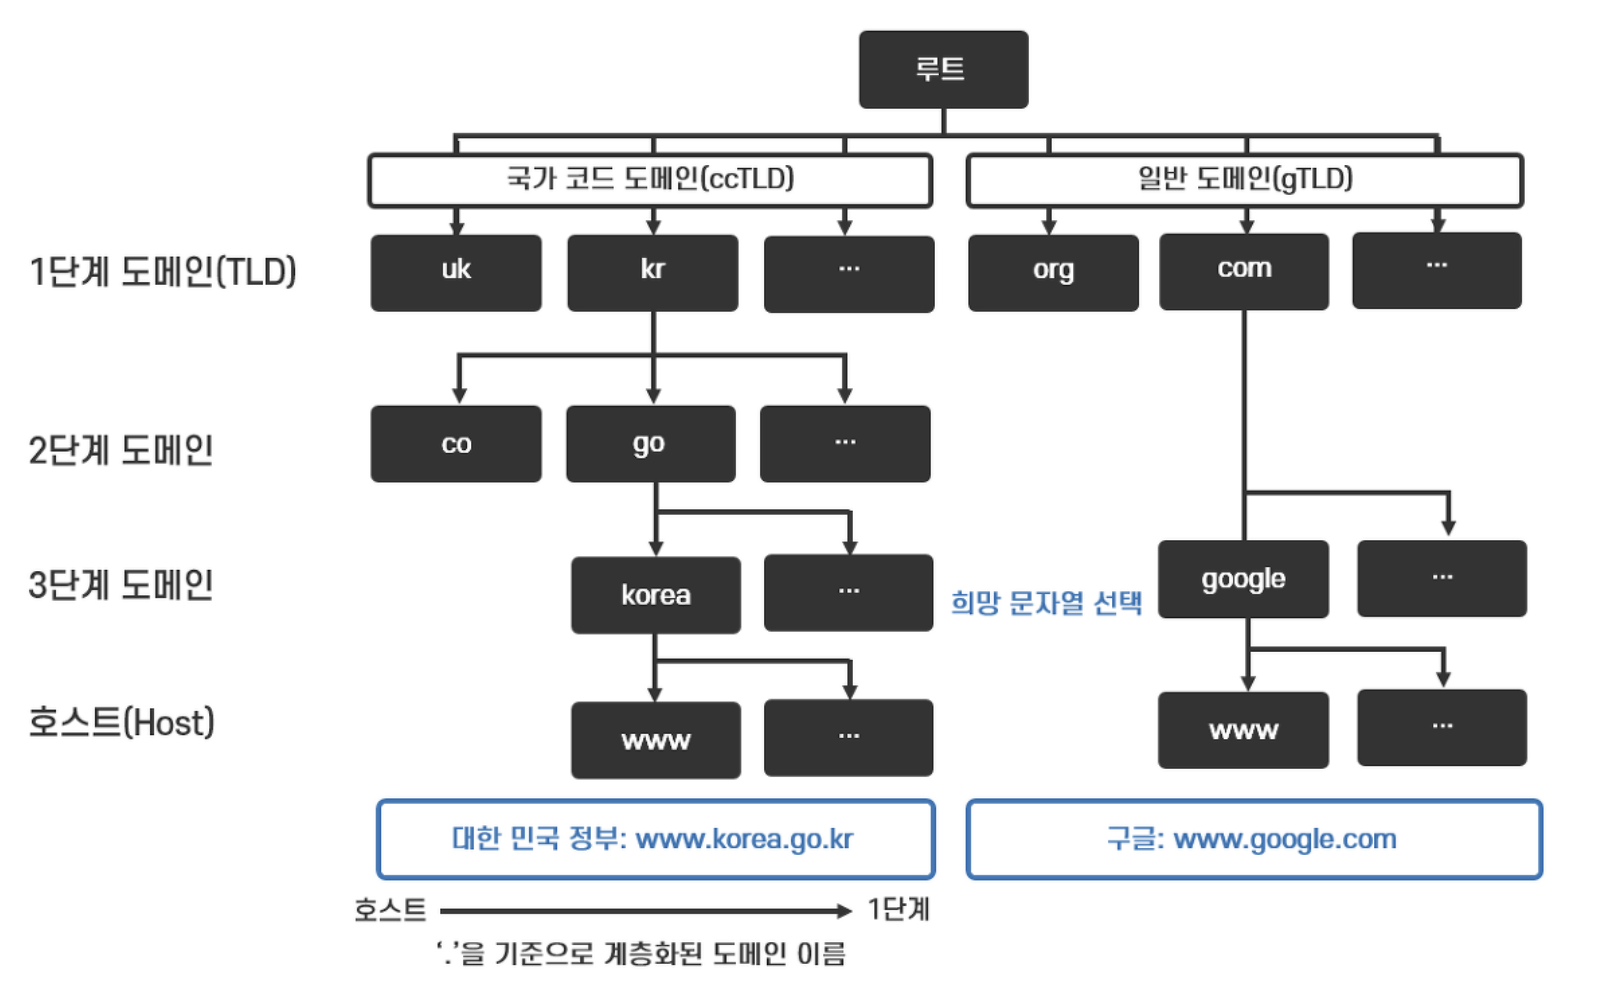 루트
국가 코드 도메인(ccTLD)
일반 도메인(gTLD)
1단계 도메인(TLD)
uk
kr
...
org
com
...
2단계 도메인
co
go
...
3단계 도메인
korea
...
희망 문자열 선택
google
...
호스트(Host)
www
...
www
...
대한 민국 정부: www.korea.go.kr
구글: www.google.com
호스트
1단계
‘.’을 기준으로 계층화된 도메인 이름